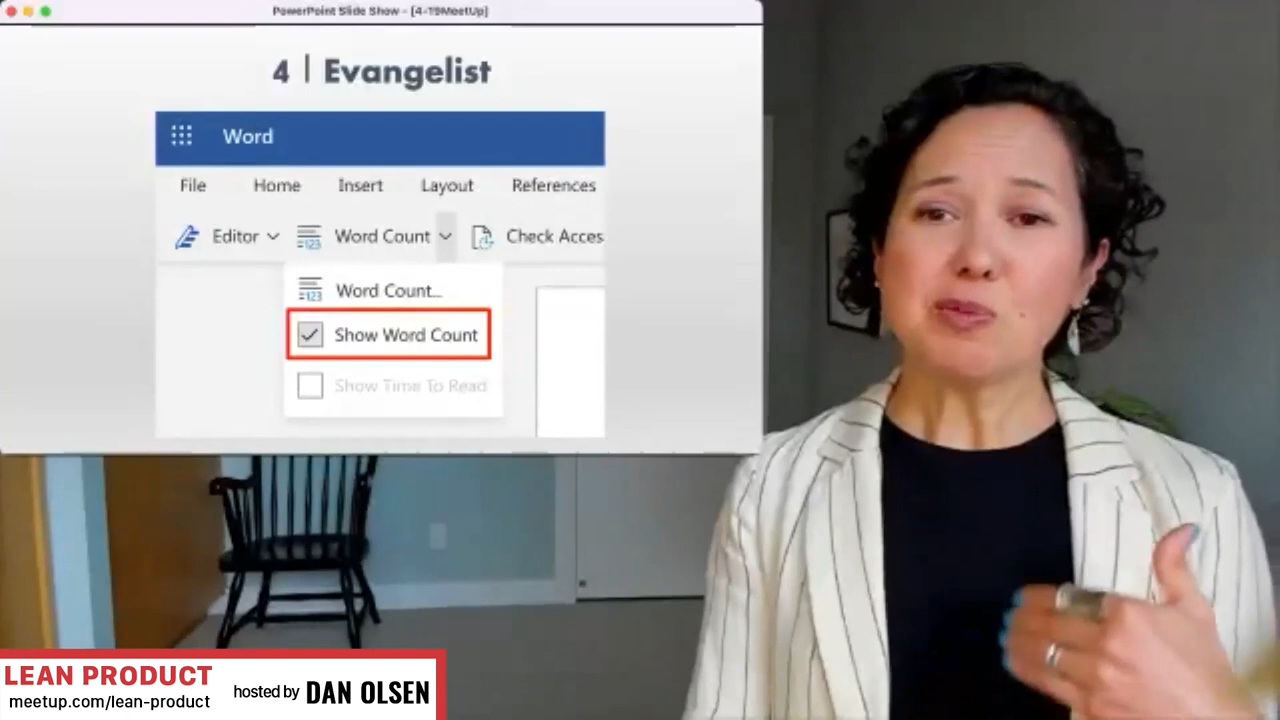 PowerPoint Slide Show - [4-19MeetUp]
4 | Evangelist
Word
File Home Insert Layout References
Editor Word Count Check Acces
Word Count...
Show Word Count
Show Time To Read
LEAN PRODUCT
meetup.com/lean-product
hosted by DAN OLSEN